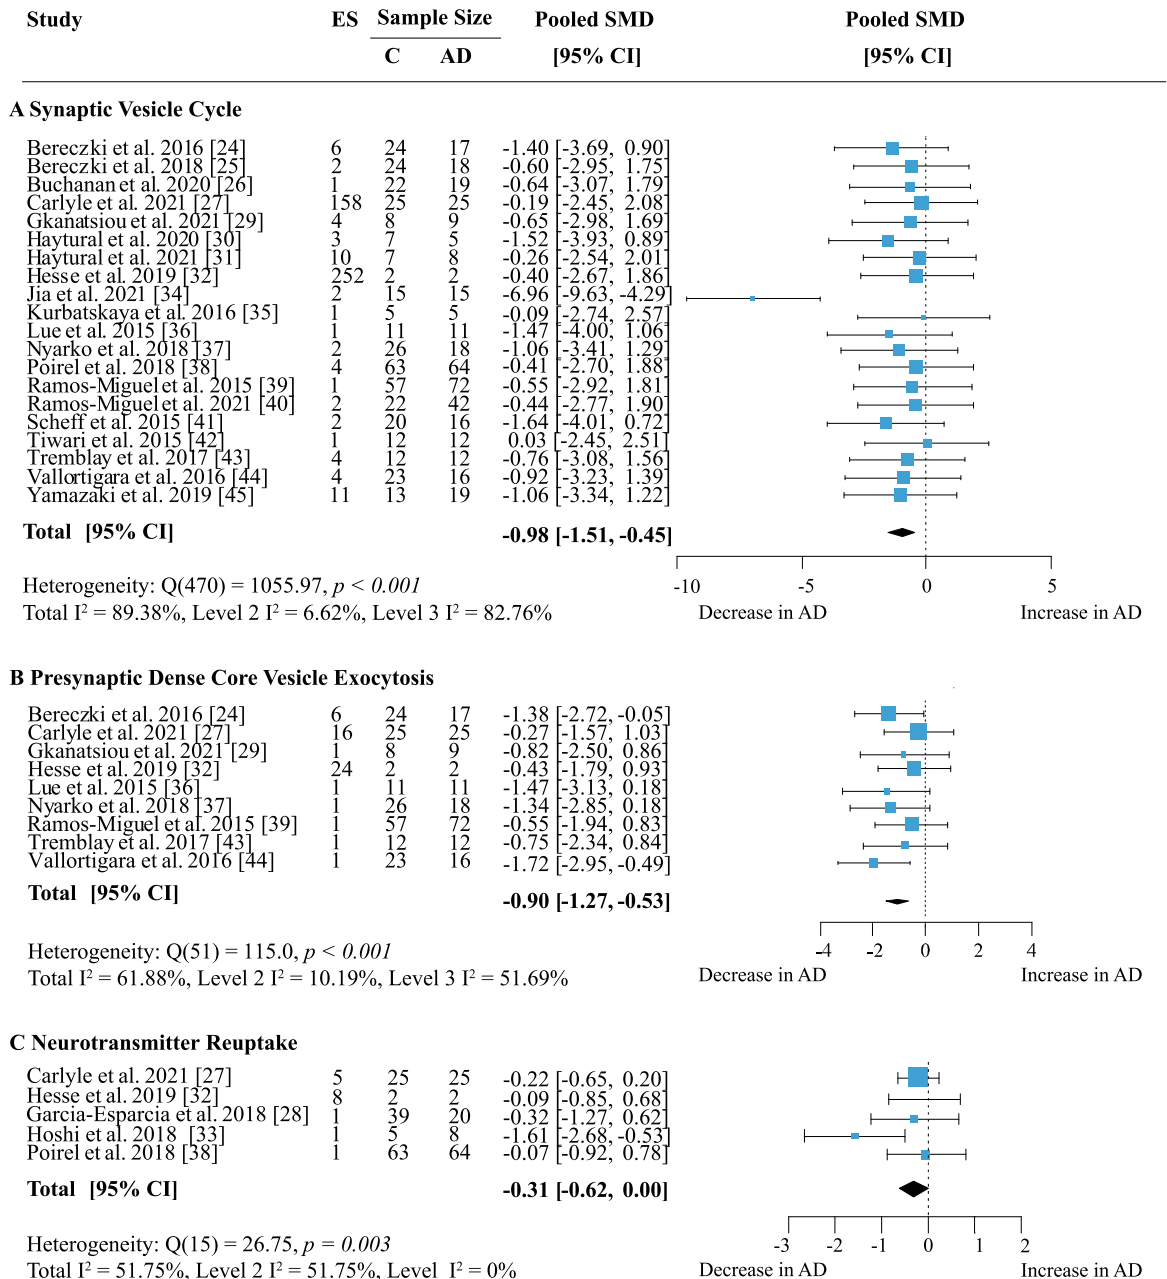 Study ES Sample Size Pooled SMD Pooled SMD
C AD [95% CI] [95% CI]
A Synaptic Vesicle Cycle
Bereczki et al. 2016 [24] 6 24 17 -1.40 [-3.69, 0.90]
Bereczki et al. 2018 [25] 2 24 18 -0.60 [-2.95, 1.75]
Buchanan et al. 2020 [26] 1 22 19 -0.64 [-3.07, 1.79]
Carlyle et al. 2021 [27] 158 25 25 -0.19 [-2.45, 2.08]
Gkanatsiou et al. 2021 [29] 4 8 9 -0.65 [-2.98, 1.69]
Haytural et al. 2020 [30] 3 7 5 -1.52 [-3.93, 0.89]
Haytural et al. 2021 [31] 10 7 8 -0.26 [-2.54, 2.01]
Hesse et al. 2019 [32] 252 2 2 -0.40 [-2.67, 1.86]
Jia et al. 2021 [34] 2 15 15 -6.96 [-9.63, -4.29]
Kurbatskaya et al. 2016 [35] 1 5 5 -0.09 [-2.74, 2.57]
Lue et al. 2015 [36] 1 11 11 -1.47 [-4.00, 1.06]
Nyarko et al. 2018 [37] 2 26 18 -1.06 [-3.41, 1.29]
Poirel et al. 2018 [38] 4 63 64 -0.41 [-2.70, 1.88]
Ramos-Miguel et al. 2015 [39] 1 57 72 -0.55 [-2.92, 1.81]
Ramos-Miguel et al. 2021 [40] 2 22 42 -0.44 [-2.77, 1.90]
Scheff et al. 2015 [41] 2 20 16 -1.64 [-4.01, 0.72]
Tiwari et al. 2015 [42] 1 12 12 0.03 [-2.45, 2.51]
Tremblay et al. 2017 [43] 4 12 12 -0.76 [-3.08, 1.56]
Vallortigara et al. 2016 [44] 4 23 16 -0.92 [-3.23, 1.39]
Yamazaki et al. 2019 [45] 11 13 19 -1.06 [-3.34, 1.22]
Total [95% CI] -0.98 [-1.51, -0.45]
-10 -5 0 5
Heterogeneity: Q(470) = 1055.97, p < 0.001
Total I² = 89.38%, Level 2 I² = 6.62%, Level 3 I² = 82.76%
Decrease in AD Increase in AD
B Presynaptic Dense Core Vesicle Exocytosis
Bereczki et al. 2016 [24] 6 24 17 -1.38 [-2.72, -0.05]
Carlyle et al. 2021 [27] 16 25 25 -0.27 [-1.57, 1.03]
Gkanatsiou et al. 2021 [29] 1 8 9 -0.82 [-2.50, 0.86]
Hesse et al. 2019 [32] 24 2 2 -0.43 [-1.79, 0.93]
Lue et al. 2015 [36] 1 11 11 -1.47 [-3.13, 0.18]
Nyarko et al. 2018 [37] 1 26 18 -1.34 [-2.85, 0.18]
Ramos-Miguel et al. 2015 [39] 1 57 72 -0.55 [-1.94, 0.83]
Tremblay et al. 2017 [43] 1 12 12 -0.75 [-2.34, 0.84]
Vallortigara et al. 2016 [44] 1 23 16 -1.72 [-2.95, -0.49]
Total [95% CI] -0.90 [-1.27, -0.53]
-4 -2 0 2 4
Heterogeneity: Q(51) = 115.0, p < 0.001
Total I² = 61.88%, Level 2 I² = 10.19%, Level 3 I² = 51.69%
Decrease in AD Increase in AD
C Neurotransmitter Reuptake
Carlyle et al. 2021 [27] 5 25 25 -0.22 [-0.65, 0.20]
Hesse et al. 2019 [32] 8 2 2 -0.09 [-0.85, 0.68]
Garcia-Esparcia et al. 2018 [28] 1 39 20 -0.32 [-1.27, 0.62]
Hoshi et al. 2018 [33] 1 5 8 -1.61 [-2.68, -0.53]
Poirel et al. 2018 [38] 1 63 64 -0.07 [-0.92, 0.78]
Total [95% CI] -0.31 [-0.62, 0.00]
-3 -2 -1 0 1 2
Heterogeneity: Q(15) = 26.75, p = 0.003
Total I² = 51.75%, Level 2 I² = 51.75%, Level I² = 0%
Decrease in AD Increase in AD